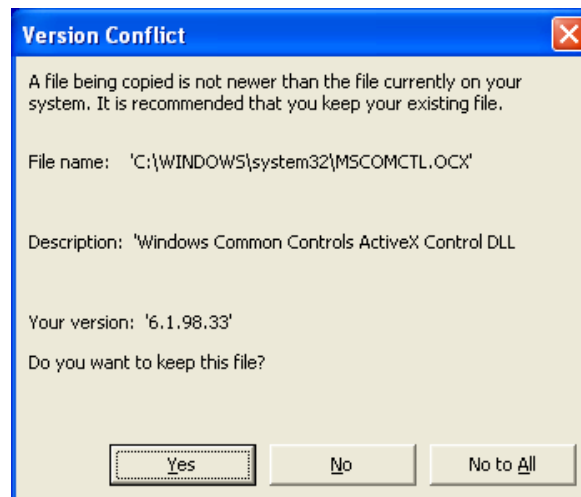 Version Conflict
A file being copied is not newer than the file currently on your
system. It is recommended that you keep your existing file.
File name: 'C:\WINDOWS\system32\MSCOMCTL.OCX'
Description: 'Windows Common Controls ActiveX Control DLL
Your version: '6.1.98.33'
Do you want to keep this file?
Yes No No to All